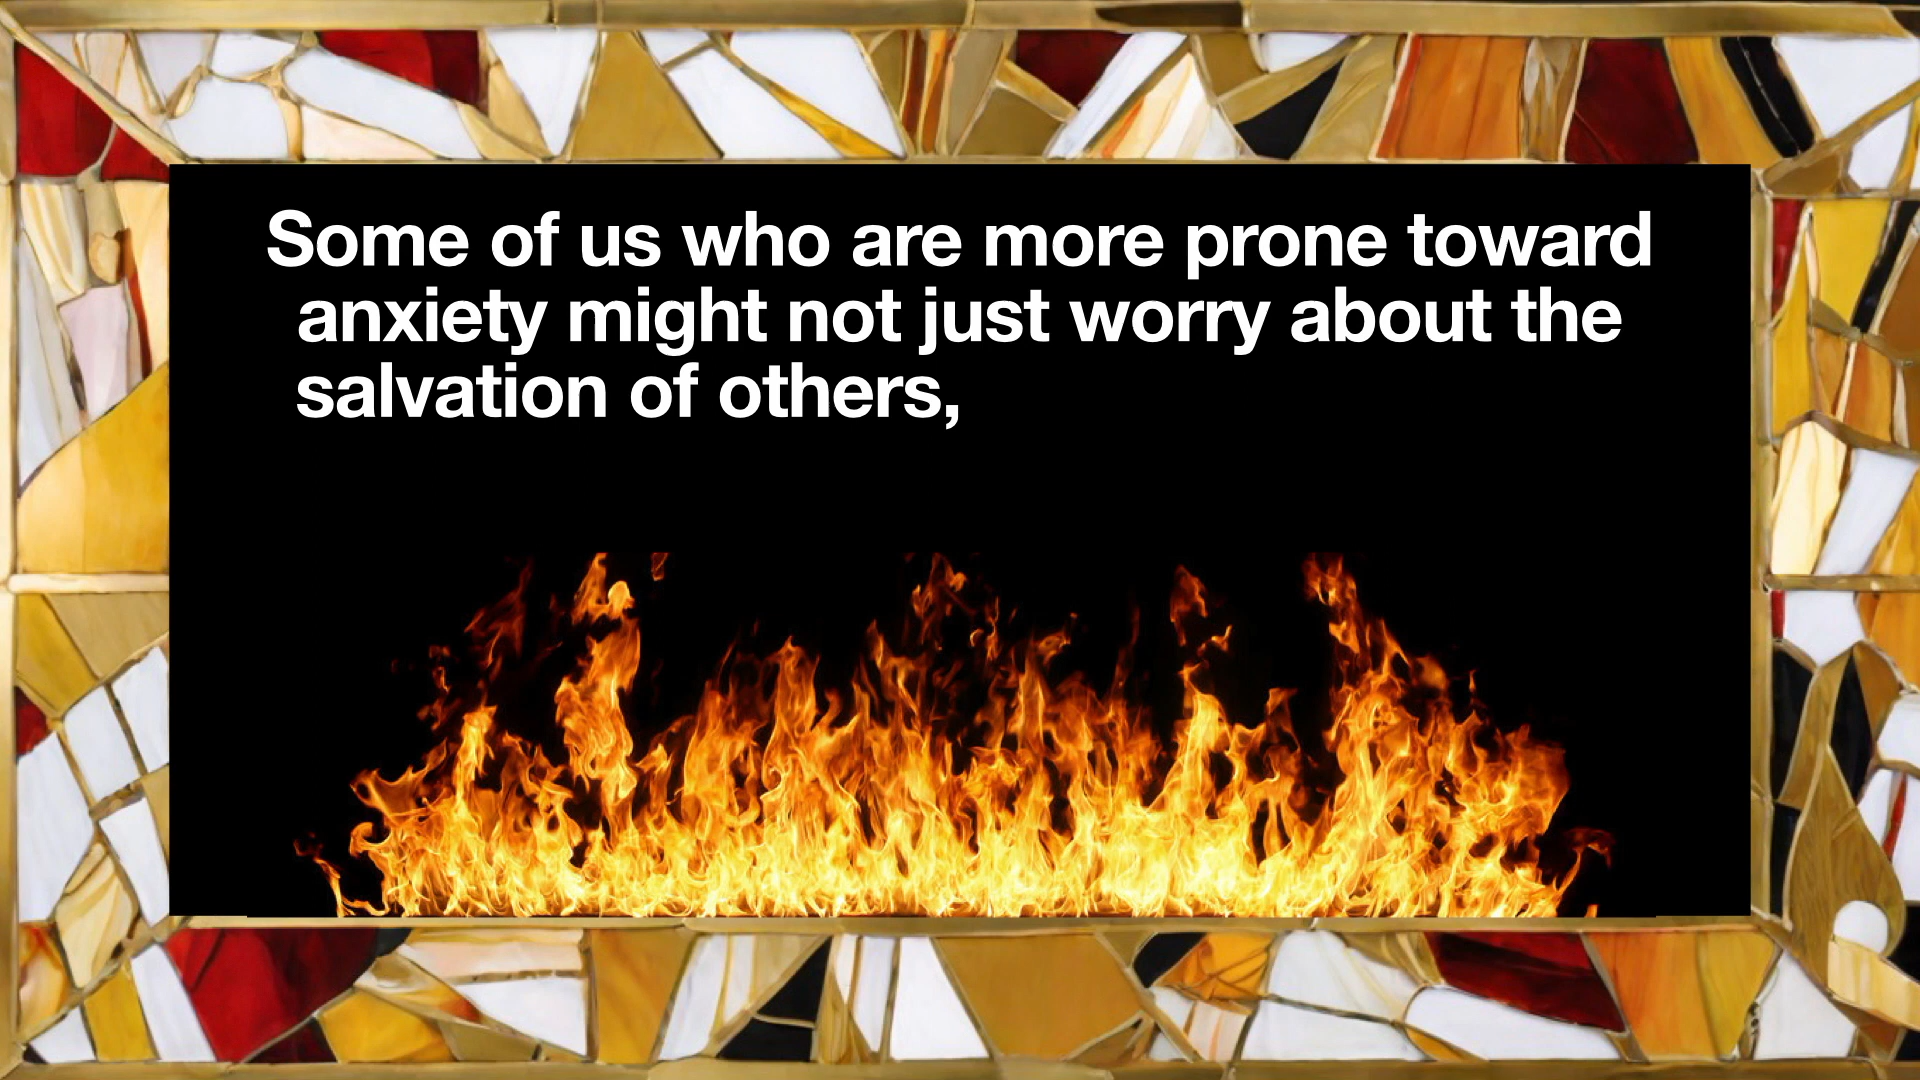 Some of us who are more prone toward
anxiety might not just worry about the
salvation of others,